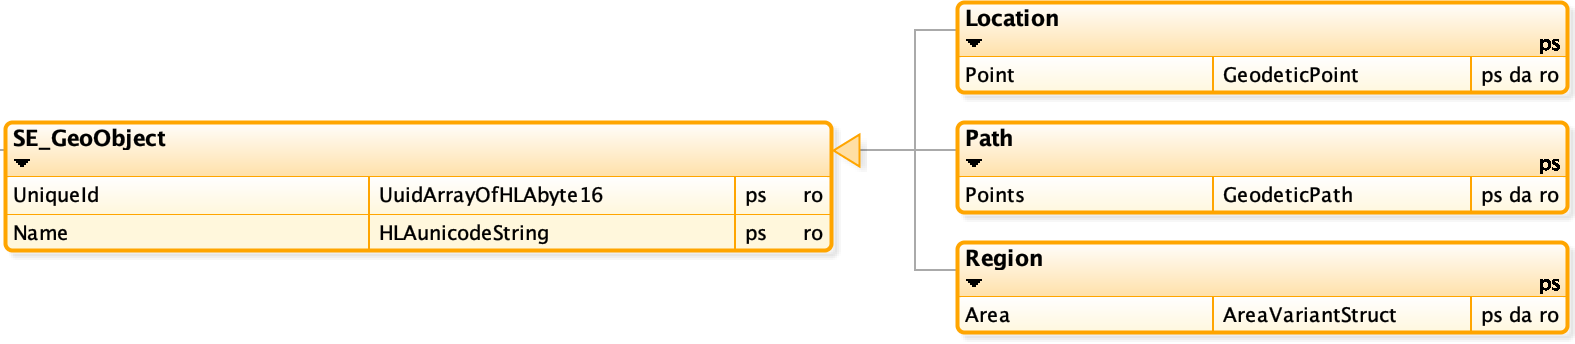 SE_GeoObject
UniqueId UuidArrayOfHLAbyte16 ps ro
Name HLAunicodeString ps ro
Location
ps
Point GeodeticPoint ps da ro
Path
ps
Points GeodeticPath ps da ro
Region
ps
Area AreaVariantStruct ps da ro